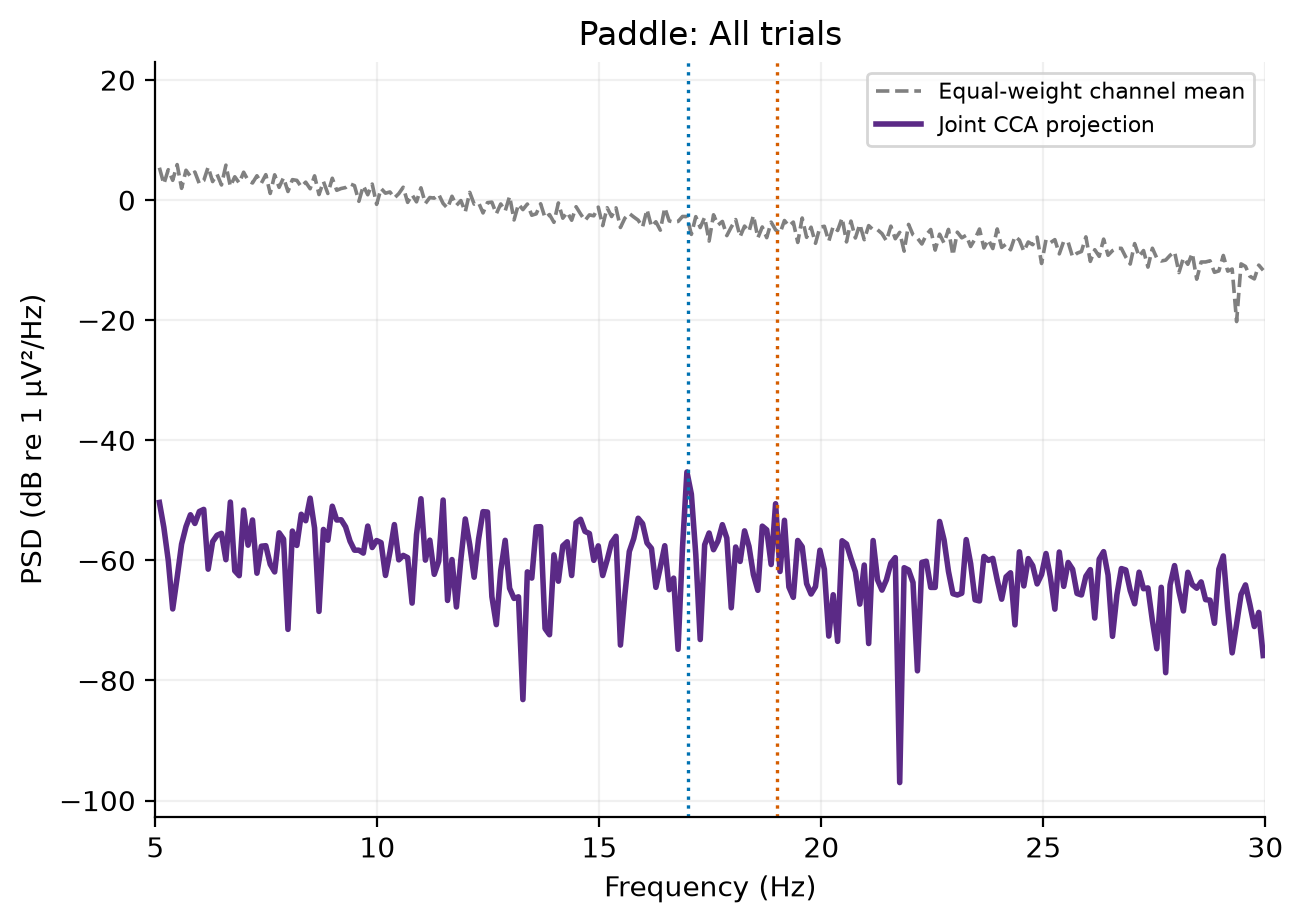 Paddle: All trials
Equal-weight channel mean
Joint CCA projection
PSD (dB re 1 µV²/Hz)
20
0
−20
−40
−60
−80
−100
5
10
15
20
25
30
Frequency (Hz)